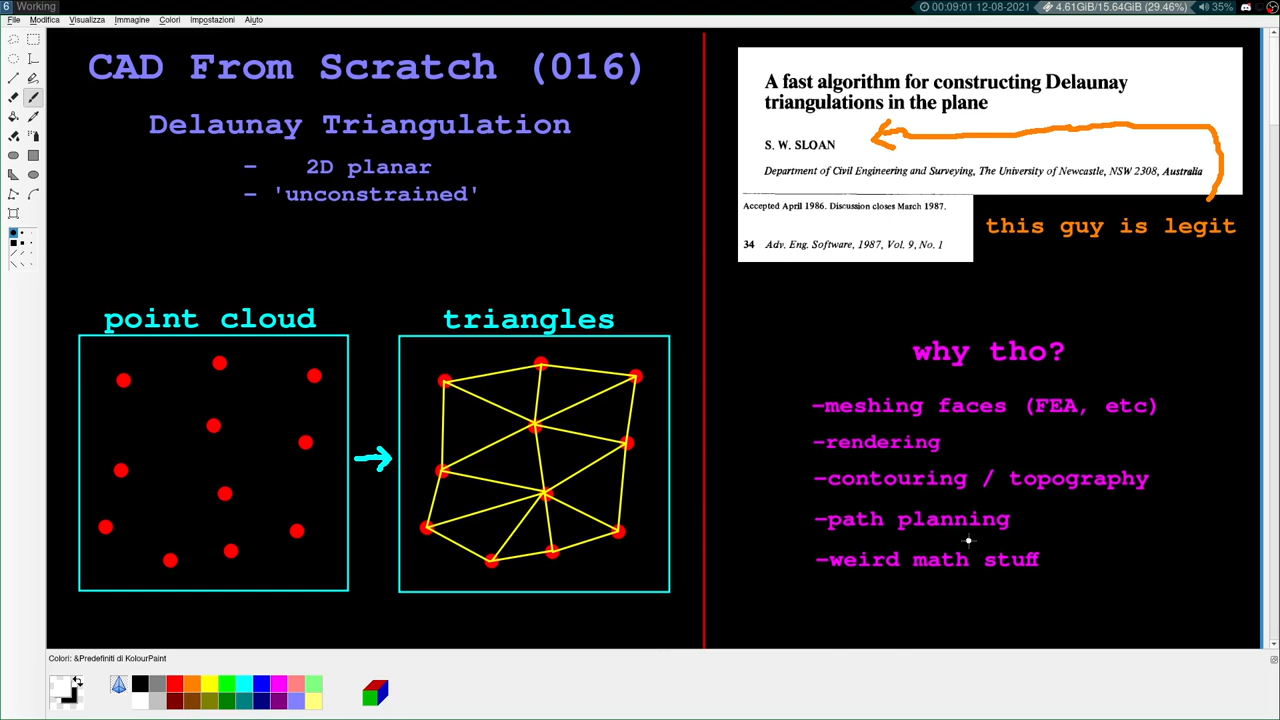 6 Working
00:09:01 12-08-2021
4.61GiB/15.64GiB (29.46%)
35%
File Modifica Visualizza Immagine Colori Impostazioni Aiuto
CAD From Scratch (016)
Delaunay Triangulation
- 2D planar
- 'unconstrained'
point cloud
triangles
A fast algorithm for constructing Delaunay
triangulations in the plane
S. W. SLOAN
Department of Civil Engineering and Surveying, The University of Newcastle, NSW 2308, Australia
Accepted April 1986. Discussion closes March 1987.
34 Adv. Eng. Software, 1987, Vol. 9, No. 1
this guy is legit
why tho?
-meshing faces (FEA, etc)
-rendering
-contouring / topography
-path planning
-weird math stuff
Colori: &Predefiniti di KolourPaint